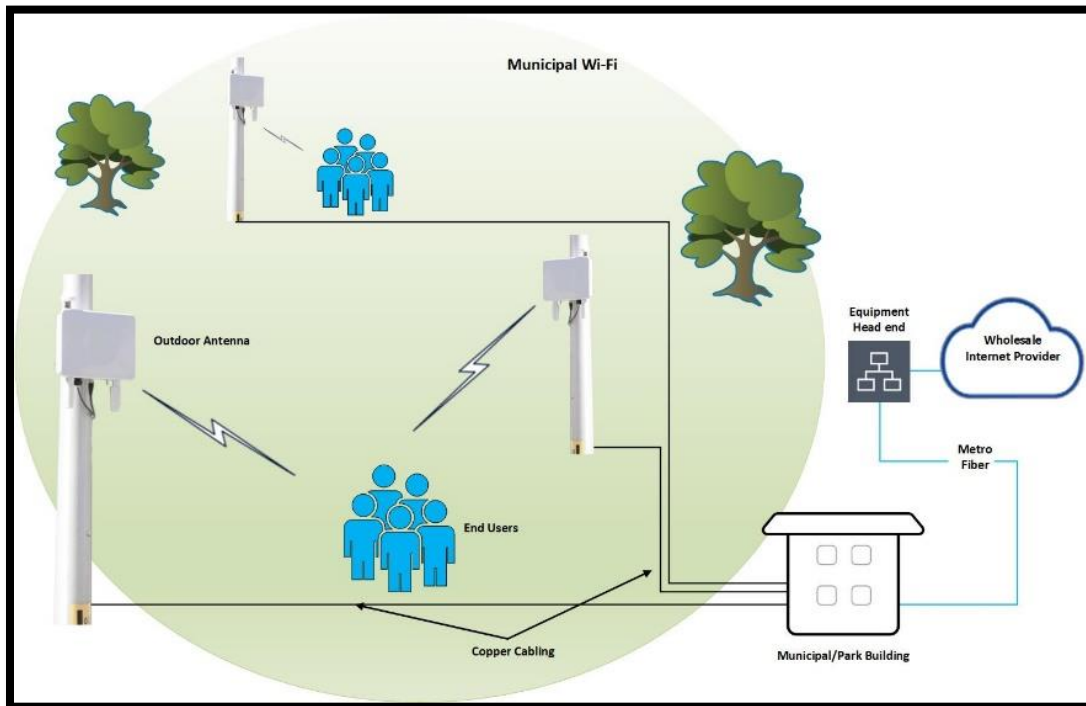 Municipal Wi-Fi
Outdoor Antenna
Equipment
Head end
Wholesale
Internet Provider
Metro
Fiber
End Users
Copper Cabling
Municipal/Park Building